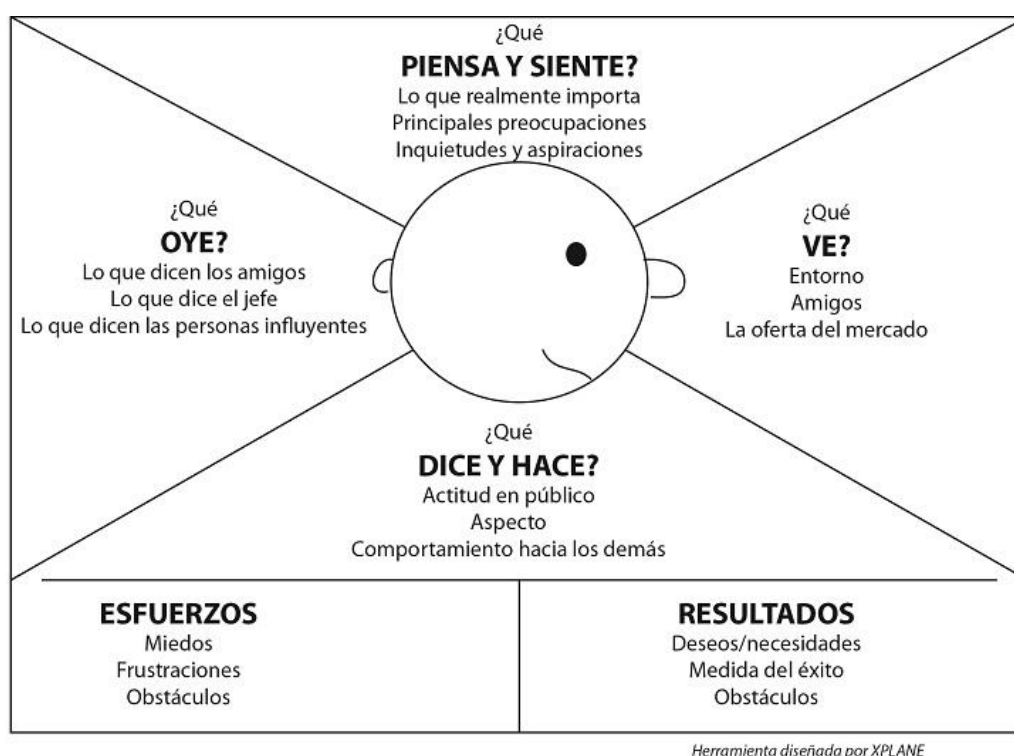 ¿Qué
PIENSA Y SIENTE?
Lo que realmente importa
Principales preocupaciones
Inquietudes y aspiraciones
¿Qué
OYE?
Lo que dicen los amigos
Lo que dice el jefe
Lo que dicen las personas influyentes
¿Qué
VE?
Entorno
Amigos
La oferta del mercado
¿Qué
DICE Y HACE?
Actitud en público
Aspecto
Comportamiento hacia los demás
ESFUERZOS
Miedos
Frustraciones
Obstáculos
RESULTADOS
Deseos/necesidades
Medida del éxito
Obstáculos
Herramienta diseñada por XPLANE